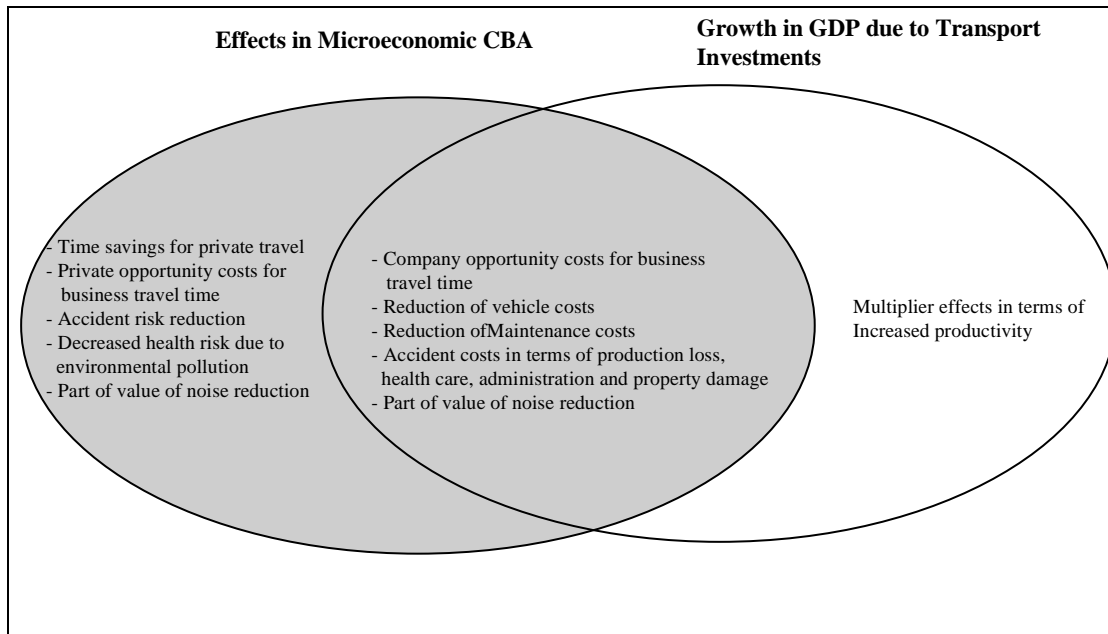 Effects in Microeconomic CBA
Growth in GDP due to Transport
Investments
- Time savings for private travel
- Private opportunity costs for
business travel time
- Accident risk reduction
- Decreased health risk due to
environmental pollution
- Part of value of noise reduction
- Company opportunity costs for business
travel time
- Reduction of vehicle costs
- Reduction ofMaintenance costs
- Accident costs in terms of production loss,
health care, administration and property damage
- Part of value of noise reduction
Multiplier effects in terms of
Increased productivity